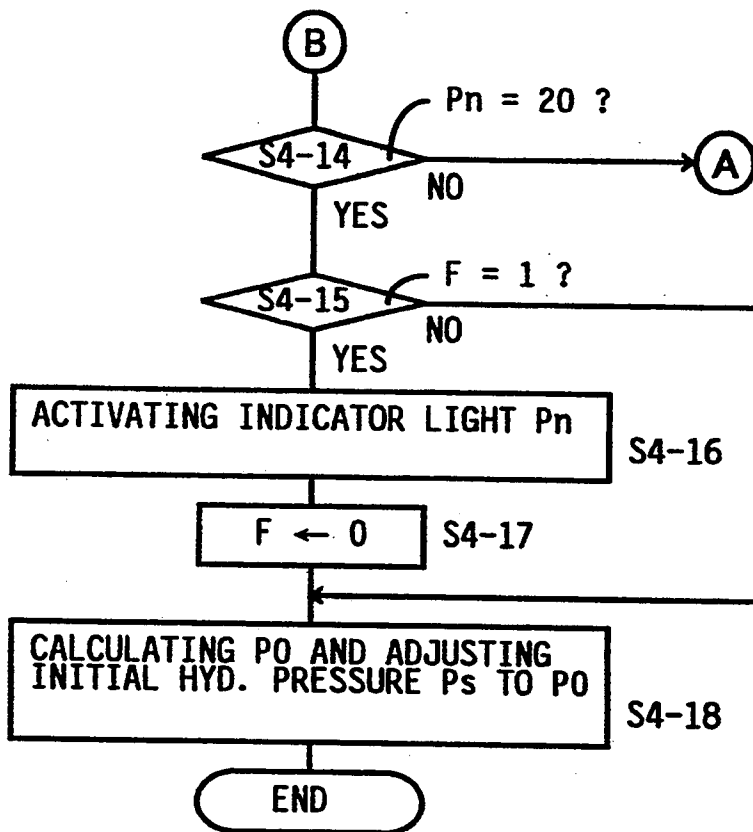 B
Pn = 20 ?
S4-14
A
NO
YES
F = 1 ?
S4-15
NO
YES
ACTIVATING INDICATOR LIGHT Pn
S4-16
F ← 0
S4-17
CALCULATING P0 AND ADJUSTING
INITIAL HYD. PRESSURE Ps TO P0
S4-18
END